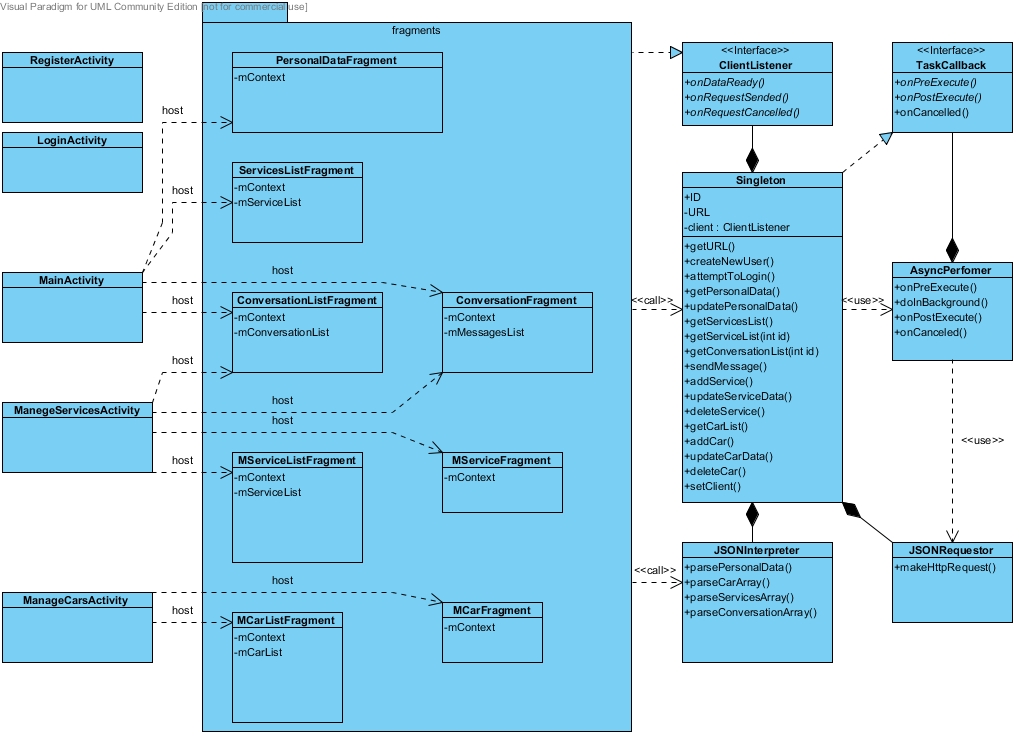 Visual Paradigm for UML Community Edition [not for commercial use]
fragments
RegisterActivity
LoginActivity
MainActivity
ManegeServicesActivity
ManageCarsActivity
host
host
host
host
host
host
host
host
host
host
PersonalDataFragment
-mContext
ServicesListFragment
-mContext
-mServiceList
ConversationListFragment
-mContext
-mConversationList
ConversationFragment
-mContext
-mMessagesList
MServiceListFragment
-mContext
-mServiceList
MServiceFragment
-mContext
MCarListFragment
-mContext
-mCarList
MCarFragment
-mContext
<<call>>
<<call>>
<<Interface>>
ClientListener
+onDataReady()
+onRequestSended()
+onRequestCancelled()
<<Interface>>
TaskCallback
+onPreExecute()
+onPostExecute()
+onCancelled()
Singleton
+ID
-URL
-client : ClientListener
+getURL()
+createNewUser()
+attemptToLogin()
+getPersonalData()
+updatePersonalData()
+getServicesList()
+getServiceList(int id)
+getConversationList(int id)
+sendMessage()
+addService()
+updateServiceData()
+deleteService()
+getCarList()
+addCar()
+updateCarData()
+deleteCar()
+setClient()
<<use>>
AsyncPerfomer
+onPreExecute()
+doInBackground()
+onPostExecute()
+onCanceled()
<<use>>
JSONInterpreter
+parsePersonalData()
+parseCarArray()
+parseServicesArray()
+parseConversationArray()
JSONRequestor
+makeHttpRequest()